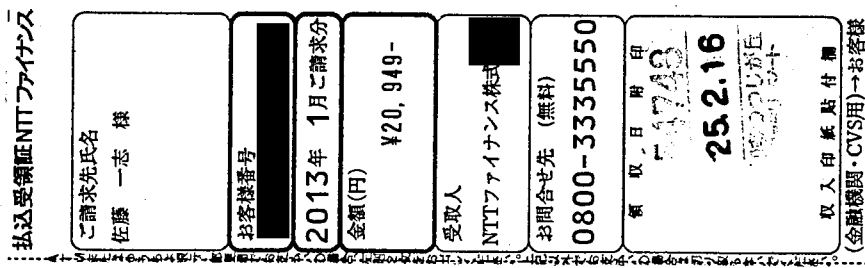 払込受領証NTTファイナンス
ご請求先氏名
佐藤 一志 様
お客様番号
2013年 1月ご請求分
金額(円)
¥20,949-
受取人
NTTファイナンス株式
お問合せ先 (無料)
0800-3335550
領収日附印
25.2.16
収入印紙貼付欄
(金融機関・CVS用)→お客様